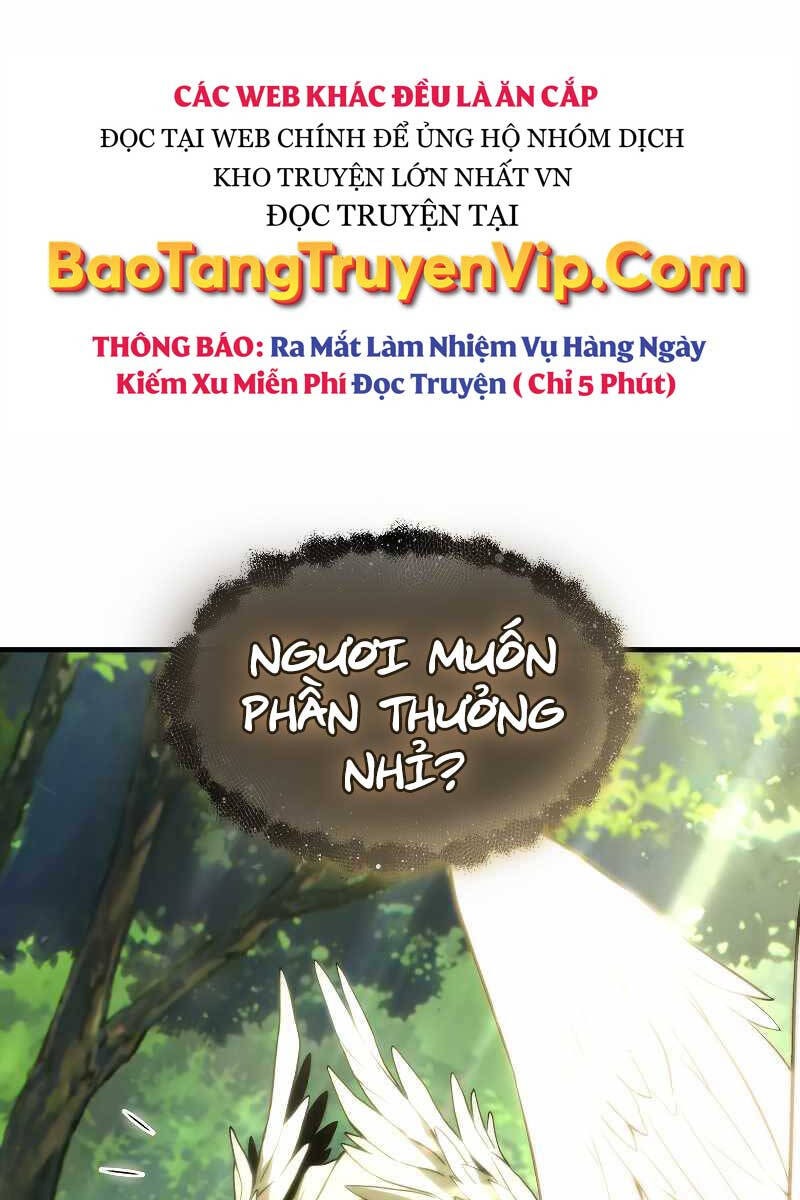 CÁC WEB KHÁC ĐỀU LÀ ĂN CẮP
ĐỌC TẠI WEB CHÍNH ĐỂ ỦNG HỘ NHÓM DỊCH
KHO TRUYỆN LỚN NHẤT VN
ĐỌC TRUYỆN TẠI
BaoTangTruyenVip.Com
THÔNG BÁO: Ra Mắt Làm Nhiệm Vụ Hàng Ngày
Kiếm Xu Miễn Phí Đọc Truyện ( Chỉ 5 Phút)
NGƯƠI MUỐN
PHẦN THƯỞNG
NHỈ?